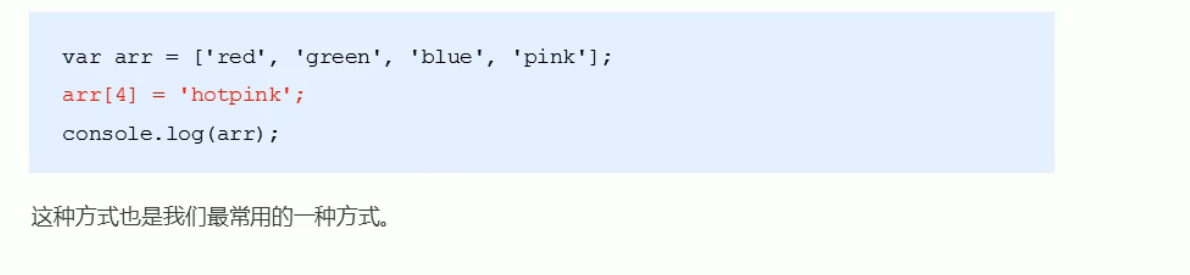 var arr = ['red', 'green', 'blue', 'pink'];
arr[4] = 'hotpink';
console.log(arr);
这种方式也是我们最常用的一种方式。